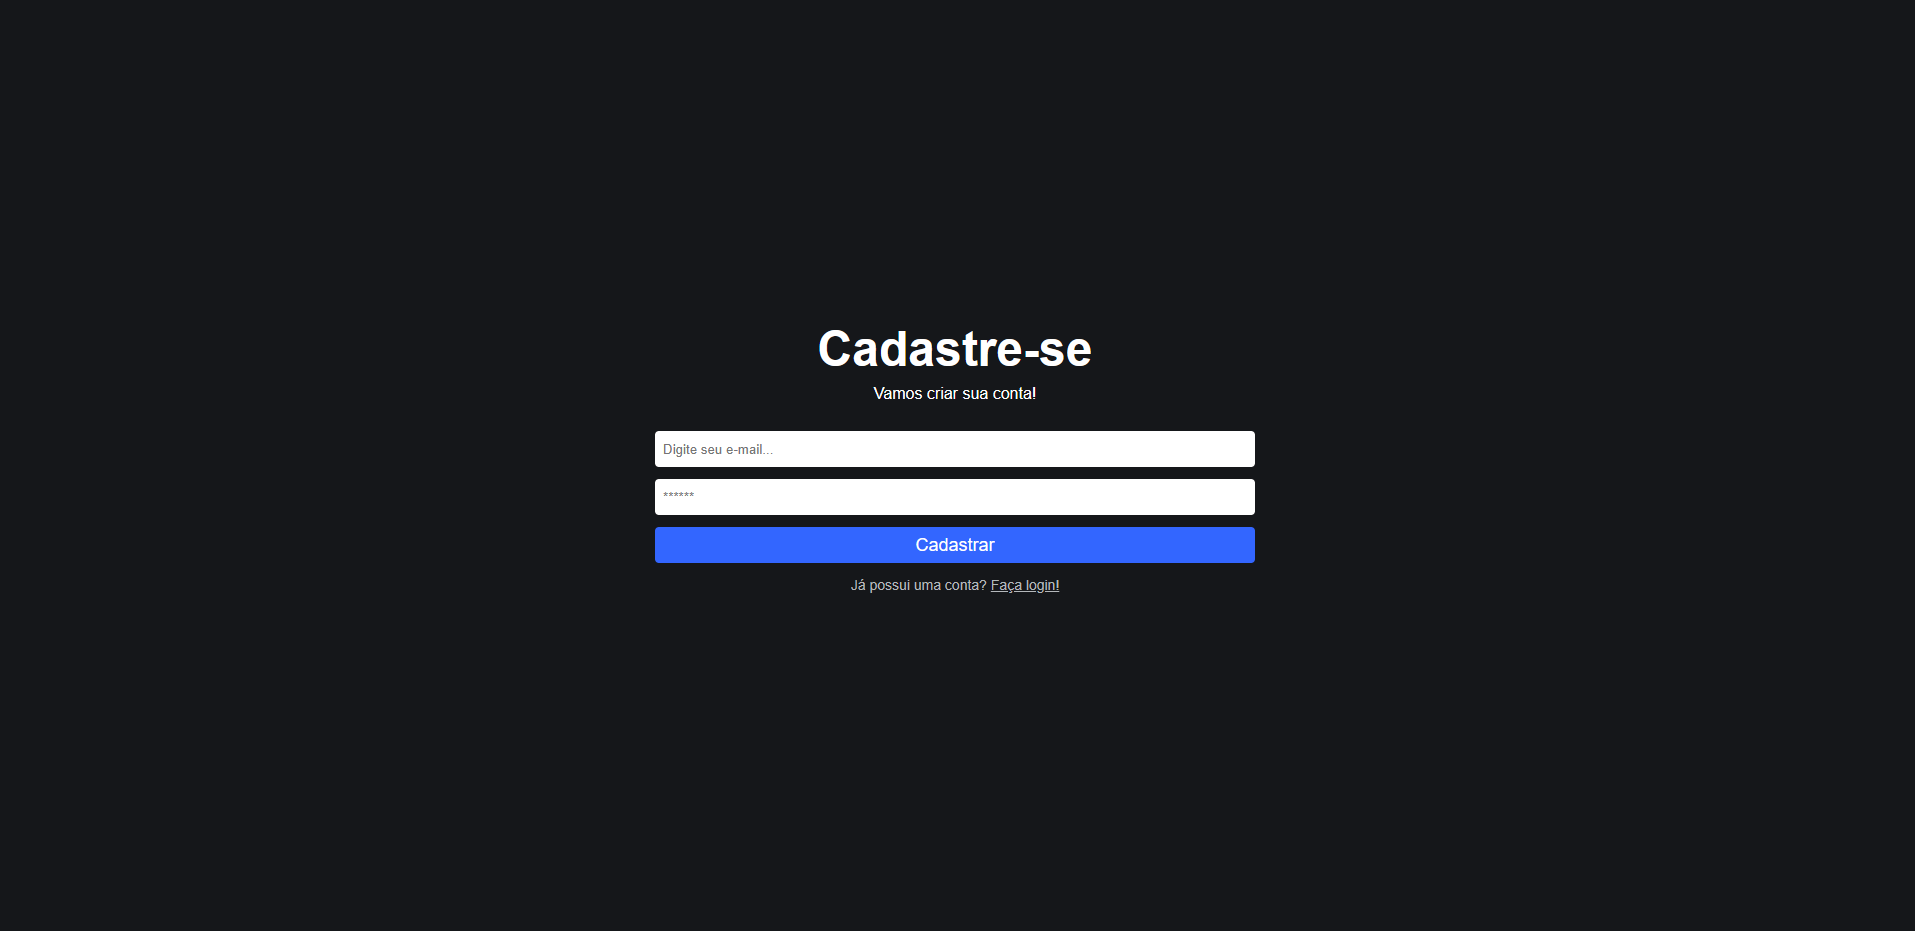 Cadastre-se
Vamos criar sua conta!
Digite seu e-mail...
******
Cadastrar
Já possui uma conta? Faça login!